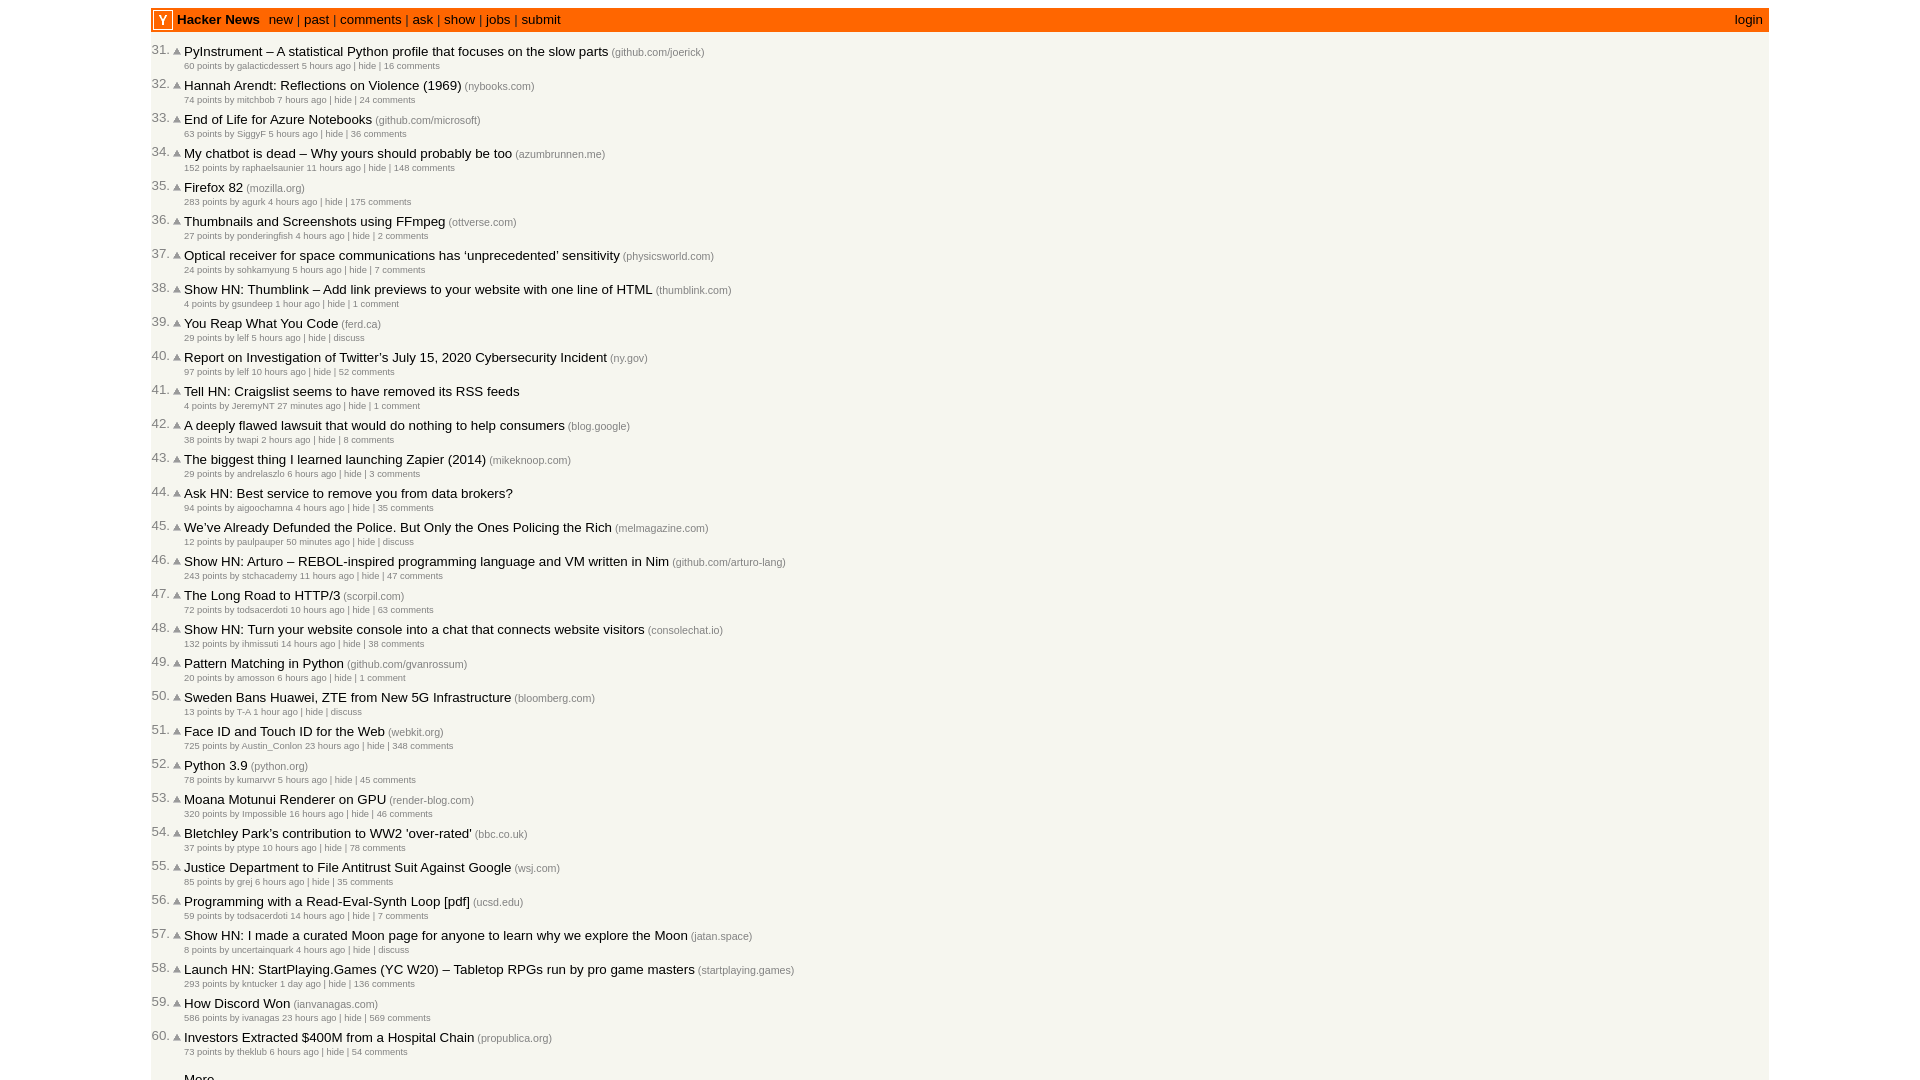 Y Hacker News new | past | comments | ask | show | jobs | submit login
31. PyInstrument – A statistical Python profile that focuses on the slow parts (github.com/joerick)
60 points by galacticdessert 5 hours ago | hide | 16 comments
32. Hannah Arendt: Reflections on Violence (1969) (nybooks.com)
74 points by mitchbob 7 hours ago | hide | 24 comments
33. End of Life for Azure Notebooks (github.com/microsoft)
63 points by SiggyF 5 hours ago | hide | 36 comments
34. My chatbot is dead – Why yours should probably be too (azumbrunnen.me)
152 points by raphaelsaunier 11 hours ago | hide | 148 comments
35. Firefox 82 (mozilla.org)
283 points by agurk 4 hours ago | hide | 175 comments
36. Thumbnails and Screenshots using FFmpeg (ottverse.com)
27 points by ponderingfish 4 hours ago | hide | 2 comments
37. Optical receiver for space communications has ‘unprecedented’ sensitivity (physicsworld.com)
24 points by sohkamyung 5 hours ago | hide | 7 comments
38. Show HN: Thumblink – Add link previews to your website with one line of HTML (thumblink.com)
4 points by gsundeep 1 hour ago | hide | 1 comment
39. You Reap What You Code (ferd.ca)
29 points by lelf 5 hours ago | hide | discuss
40. Report on Investigation of Twitter’s July 15, 2020 Cybersecurity Incident (ny.gov)
97 points by lelf 10 hours ago | hide | 52 comments
41. Tell HN: Craigslist seems to have removed its RSS feeds
4 points by JeremyNT 27 minutes ago | hide | 1 comment
42. A deeply flawed lawsuit that would do nothing to help consumers (blog.google)
38 points by twapi 2 hours ago | hide | 8 comments
43. The biggest thing I learned launching Zapier (2014) (mikeknoop.com)
29 points by andrelaszlo 6 hours ago | hide | 3 comments
44. Ask HN: Best service to remove you from data brokers?
94 points by aigoochamna 4 hours ago | hide | 35 comments
45. We’ve Already Defunded the Police. But Only the Ones Policing the Rich (melmagazine.com)
12 points by paulpauper 50 minutes ago | hide | discuss
46. Show HN: Arturo – REBOL-inspired programming language and VM written in Nim (github.com/arturo-lang)
243 points by stchacademy 11 hours ago | hide | 47 comments
47. The Long Road to HTTP/3 (scorpil.com)
72 points by todsacerdoti 10 hours ago | hide | 63 comments
48. Show HN: Turn your website console into a chat that connects website visitors (consolechat.io)
132 points by ihmissuti 14 hours ago | hide | 38 comments
49. Pattern Matching in Python (github.com/gvanrossum)
20 points by amosson 6 hours ago | hide | 1 comment
50. Sweden Bans Huawei, ZTE from New 5G Infrastructure (bloomberg.com)
13 points by T-A 1 hour ago | hide | discuss
51. Face ID and Touch ID for the Web (webkit.org)
725 points by Austin_Conlon 23 hours ago | hide | 348 comments
52. Python 3.9 (python.org)
78 points by kumarvvr 5 hours ago | hide | 45 comments
53. Moana Motunui Renderer on GPU (render-blog.com)
320 points by Impossible 16 hours ago | hide | 46 comments
54. Bletchley Park’s contribution to WW2 'over-rated' (bbc.co.uk)
37 points by ptype 10 hours ago | hide | 78 comments
55. Justice Department to File Antitrust Suit Against Google (wsj.com)
85 points by grej 6 hours ago | hide | 35 comments
56. Programming with a Read-Eval-Synth Loop [pdf] (ucsd.edu)
59 points by todsacerdoti 14 hours ago | hide | 7 comments
57. Show HN: I made a curated Moon page for anyone to learn why we explore the Moon (jatan.space)
8 points by uncertainquark 4 hours ago | hide | discuss
58. Launch HN: StartPlaying.Games (YC W20) – Tabletop RPGs run by pro game masters (startplaying.games)
293 points by kntucker 1 day ago | hide | 136 comments
59. How Discord Won (ianvanagas.com)
586 points by ivanagas 23 hours ago | hide | 569 comments
60. Investors Extracted $400M from a Hospital Chain (propublica.org)
73 points by theklub 6 hours ago | hide | 54 comments
More